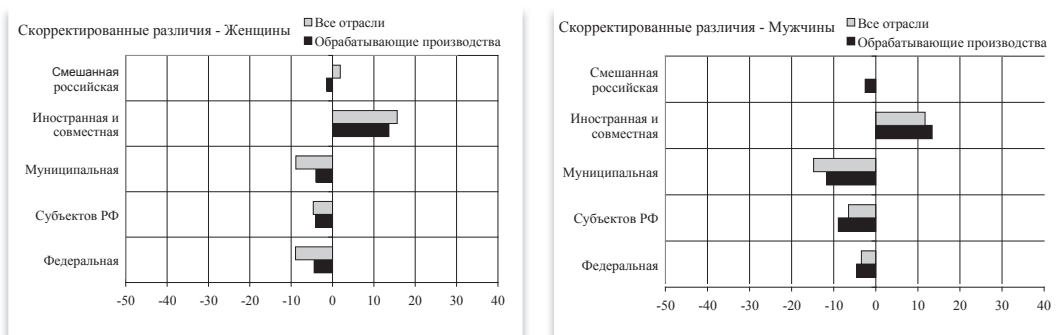 Скорректированные различия - Женщины
Все отрасли
Обрабатывающие производства
Смешанная
российская
Иностранная и
совместная
Муниципальная
Субъектов РФ
Федеральная
-50 -40 -30 -20 -10 0 10 20 30 40
Скорректированные различия - Мужчины
Все отрасли
Обрабатывающие производства
Смешанная
российская
Иностранная и
совместная
Муниципальная
Субъектов РФ
Федеральная
-50 -40 -30 -20 -10 0 10 20 30 40